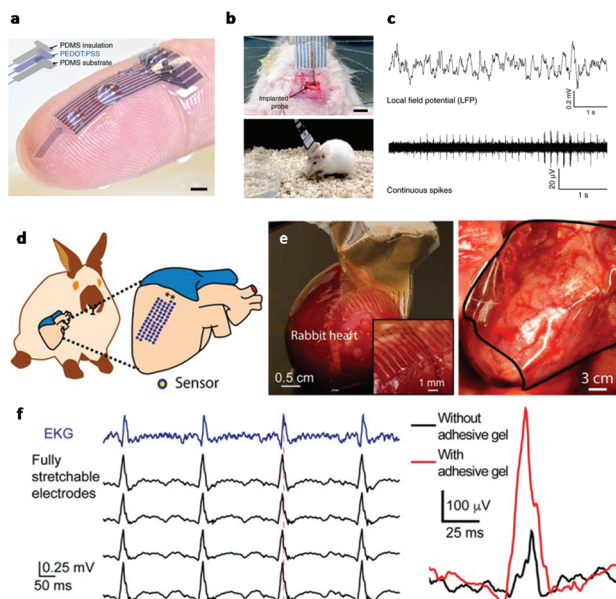 a
PDMS insulation
PEDOT:PSS
PDMS substrate
b
Implanted
probe
c
Local field potential (LFP)
0.2 mV
1 s
Continuous spikes
20 µV
1 s
d
Sensor
e
Rabbit heart
0.5 cm
1 mm
3 cm
f
EKG
Fully
stretchable
electrodes
0.25 mV
50 ms
Without
adhesive gel
With
adhesive gel
100 µV
25 ms